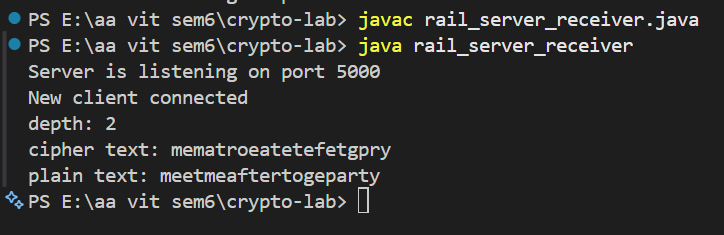 PS E:\aa vit sem6\crypto-lab> javac rail_server_receiver.java
PS E:\aa vit sem6\crypto-lab> java rail_server_receiver
Server is listening on port 5000
New client connected
depth: 2
cipher text: mematroeatetefetgpry
plain text: meetmeaftertogeparty
PS E:\aa vit sem6\crypto-lab>